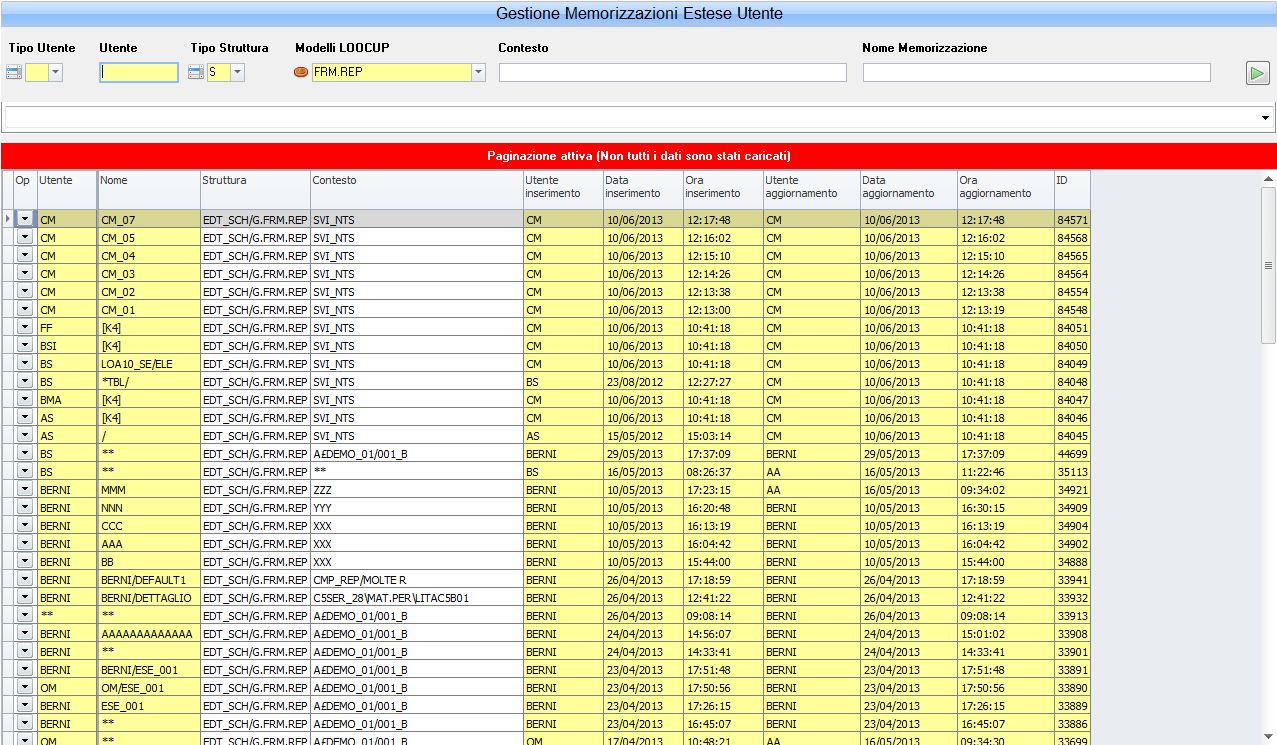 Gestione Memorizzazioni Estese Utente
Tipo Utente Utente Tipo Struttura Modelli LOOCUP Contesto Nome Memorizzazione
S FRM.REP
Paginazione attiva (Non tutti i dati sono stati caricati)
Op Utente Nome Struttura Contesto Utente inserimento Data inserimento Ora inserimento Utente aggiornamento Data aggiornamento Ora aggiornamento ID
CM CM_07 EDT_SCH/G.FRM.REP SVI_NTS CM 10/06/2013 12:17:48 CM 10/06/2013 12:17:48 84571
CM CM_05 EDT_SCH/G.FRM.REP SVI_NTS CM 10/06/2013 12:16:02 CM 10/06/2013 12:16:02 84568
CM CM_04 EDT_SCH/G.FRM.REP SVI_NTS CM 10/06/2013 12:15:10 CM 10/06/2013 12:15:10 84565
CM CM_03 EDT_SCH/G.FRM.REP SVI_NTS CM 10/06/2013 12:14:26 CM 10/06/2013 12:14:26 84564
CM CM_02 EDT_SCH/G.FRM.REP SVI_NTS CM 10/06/2013 12:13:38 CM 10/06/2013 12:13:38 84554
CM CM_01 EDT_SCH/G.FRM.REP SVI_NTS CM 10/06/2013 12:13:00 CM 10/06/2013 12:13:19 84548
FF [K4] EDT_SCH/G.FRM.REP SVI_NTS CM 10/06/2013 10:41:18 CM 10/06/2013 10:41:18 84051
BSI [K4] EDT_SCH/G.FRM.REP SVI_NTS CM 10/06/2013 10:41:18 CM 10/06/2013 10:41:18 84050
BS LOA10_SE/ELE EDT_SCH/G.FRM.REP SVI_NTS CM 10/06/2013 10:41:18 CM 10/06/2013 10:41:18 84049
BS *TBL/ EDT_SCH/G.FRM.REP SVI_NTS BS 23/08/2012 12:27:27 CM 10/06/2013 10:41:18 84048
BMA [K4] EDT_SCH/G.FRM.REP SVI_NTS CM 10/06/2013 10:41:18 CM 10/06/2013 10:41:18 84047
AS [K4] EDT_SCH/G.FRM.REP SVI_NTS CM 10/06/2013 10:41:18 CM 10/06/2013 10:41:18 84046
AS / EDT_SCH/G.FRM.REP SVI_NTS AS 15/05/2012 15:03:14 CM 10/06/2013 10:41:18 84045
BS ** EDT_SCH/G.FRM.REP A£DEMO_01/001_B BERNI 29/05/2013 17:37:09 BERNI 29/05/2013 17:37:09 44699
BS ** EDT_SCH/G.FRM.REP ** BS 16/05/2013 08:26:37 AA 16/05/2013 11:22:46 35113
BERNI MMM EDT_SCH/G.FRM.REP ZZZ BERNI 10/05/2013 17:23:15 AA 16/05/2013 09:34:02 34921
BERNI NNN EDT_SCH/G.FRM.REP YYY BERNI 10/05/2013 16:20:48 BERNI 10/05/2013 16:30:15 34909
BERNI CCC EDT_SCH/G.FRM.REP XXX BERNI 10/05/2013 16:13:19 BERNI 10/05/2013 16:13:19 34904
BERNI AAA EDT_SCH/G.FRM.REP XXX BERNI 10/05/2013 16:04:42 BERNI 10/05/2013 16:04:42 34902
BERNI BB EDT_SCH/G.FRM.REP XXX BERNI 10/05/2013 15:44:00 BERNI 10/05/2013 15:44:00 34888
BERNI BERNI/DEFAULT1 EDT_SCH/G.FRM.REP CMP_REP/MOLTE R BERNI 26/04/2013 17:18:59 BERNI 26/04/2013 17:18:59 33941
BERNI BERNI/DETTAGLIO EDT_SCH/G.FRM.REP C5SER_28\MAT.PER\LITAC5B01 BERNI 26/04/2013 12:41:22 BERNI 26/04/2013 12:41:22 33932
** ** EDT_SCH/G.FRM.REP A£DEMO_01/001_B BERNI 26/04/2013 09:08:14 BERNI 26/04/2013 09:08:14 33913
BERNI AAAAAAAAAAAAA EDT_SCH/G.FRM.REP A£DEMO_01/001_B BERNI 24/04/2013 14:56:07 BERNI 24/04/2013 15:01:02 33908
BERNI ** EDT_SCH/G.FRM.REP A£DEMO_01/001_B BERNI 24/04/2013 14:33:41 BERNI 24/04/2013 14:33:41 33901
BERNI BERNI/ESE_001 EDT_SCH/G.FRM.REP A£DEMO_01/001_B BERNI 23/04/2013 17:51:48 BERNI 23/04/2013 17:51:48 33891
OM OM/ESE_001 EDT_SCH/G.FRM.REP A£DEMO_01/001_B BERNI 23/04/2013 17:50:56 BERNI 23/04/2013 17:50:56 33890
BERNI ESE_001 EDT_SCH/G.FRM.REP A£DEMO_01/001_B BERNI 23/04/2013 17:26:15 BERNI 23/04/2013 17:26:15 33889
BERNI ** EDT_SCH/G.FRM.REP A£DEMO_01/001_B BERNI 23/04/2013 16:45:07 BERNI 23/04/2013 16:45:07 33886
OM ** EDT_SCH/G.FRM.REP A£DEMO_01/001_B OM 17/04/2013 10:48:21 AA 16/05/2013 09:34:30 33699